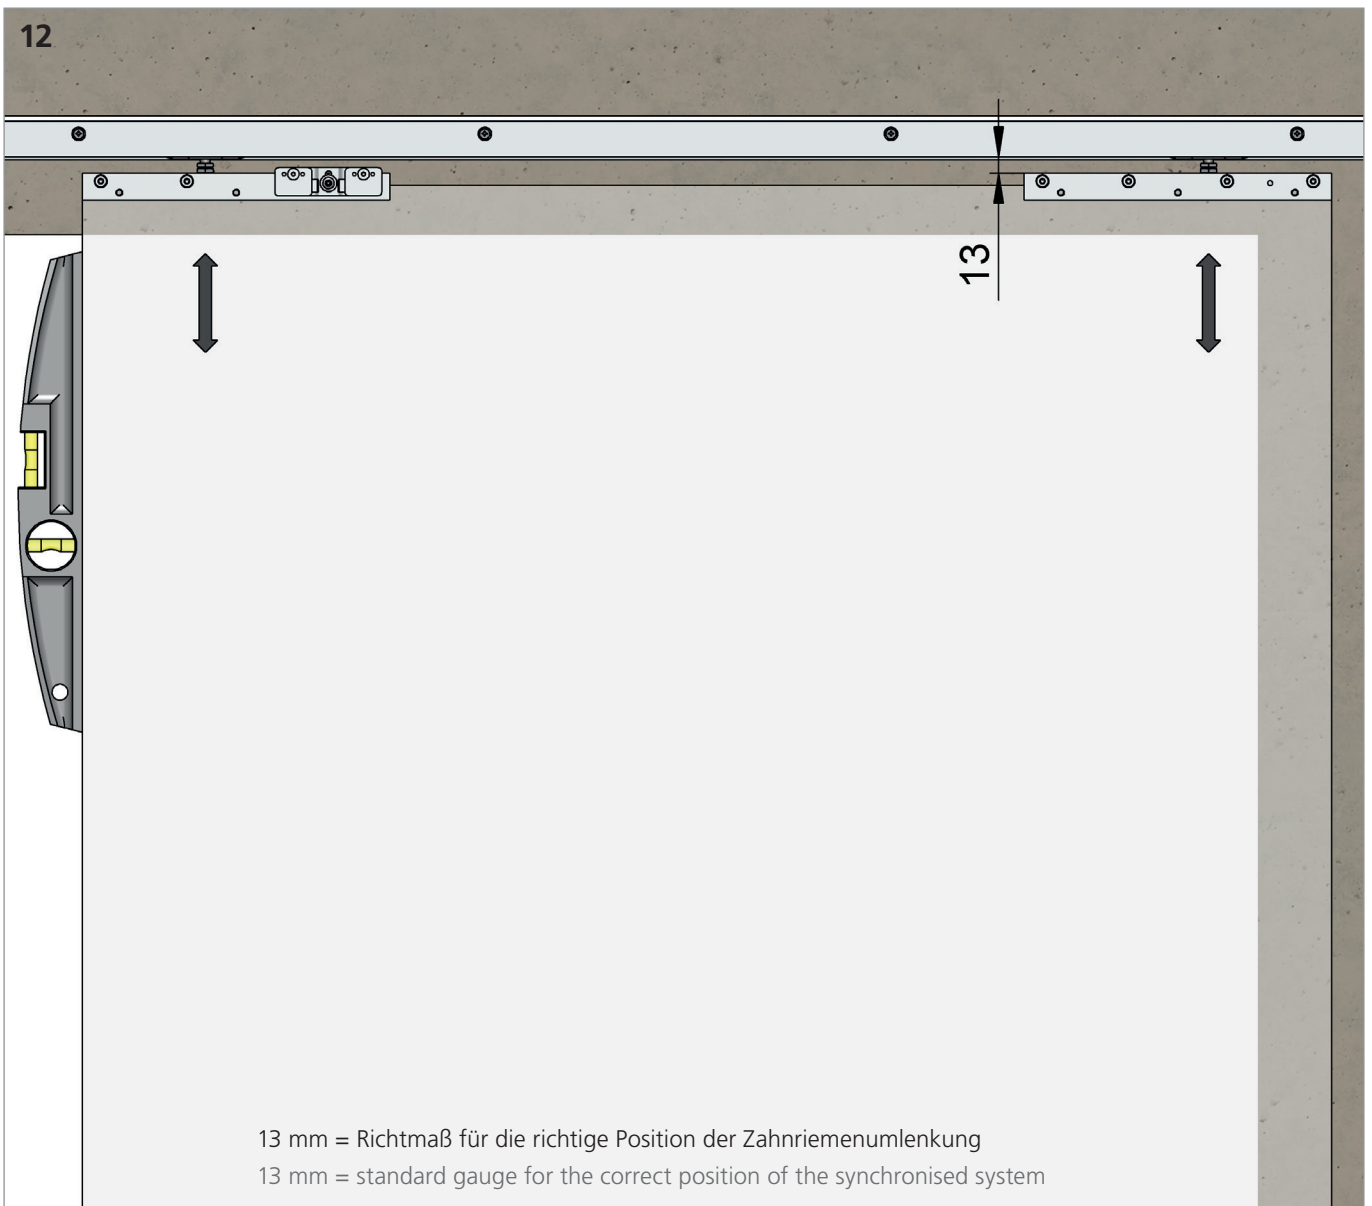 12
13
13 mm = Richtmaß für die richtige Position der Zahnriemenumlenkung
13 mm = standard gauge for the correct position of the synchronised system